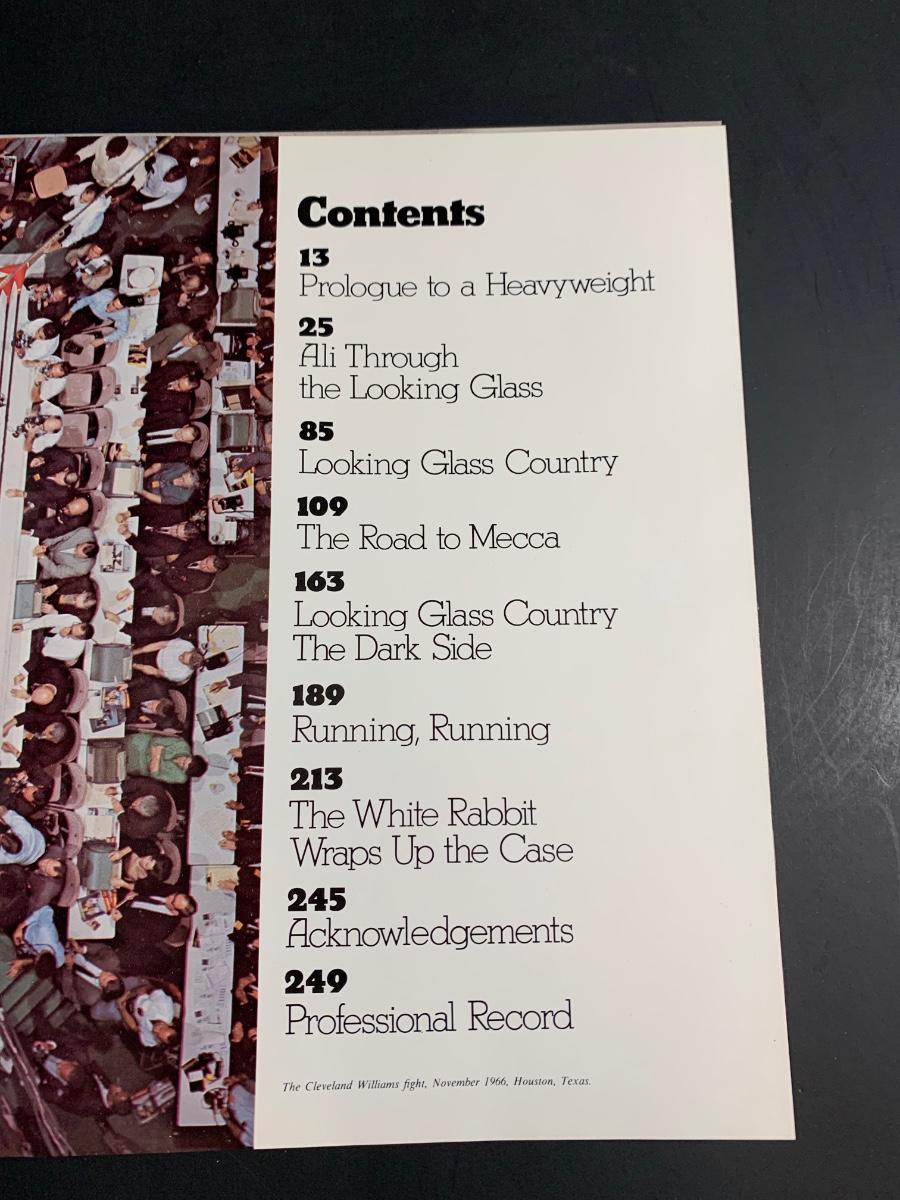 Contents
13
Prologue to a Heavyweight
25
Ali Through
the Looking Glass
85
Looking Glass Country
109
The Road to Mecca
163
Looking Glass Country
The Dark Side
189
Running, Running
213
The White Rabbit
Wraps Up the Case
245
Acknowledgements
249
Professional Record
The Cleveland Williams fight, November 1966, Houston, Texas.